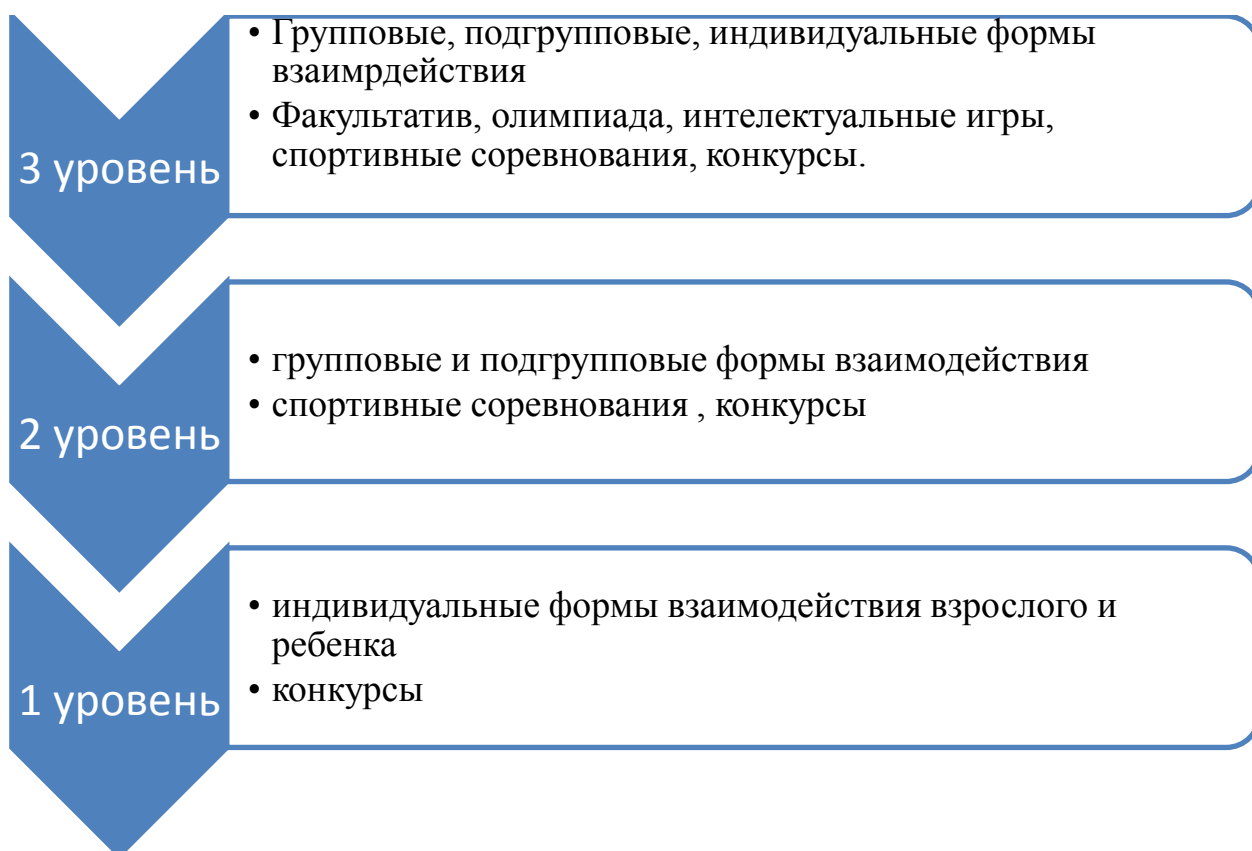 3 уровень
• Групповые, подгрупповые, индивидуальные формы
взаимрдействия
• Факультатив, олимпиада, интелектуальные игры,
спортивные соревнования, конкурсы.
2 уровень
• групповые и подгрупповые формы взаимодействия
• спортивные соревнования , конкурсы
1 уровень
• индивидуальные формы взаимодействия взрослого и
ребенка
• конкурсы